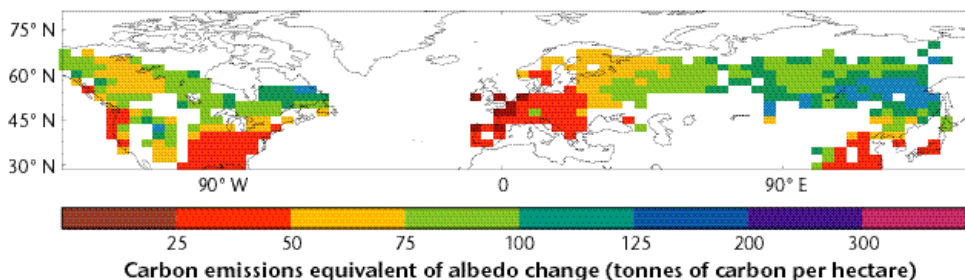 75° N
60° N
45° N
30° N
90° W 0 90° E
25 50 75 100 125 200 300
Carbon emissions equivalent of albedo change (tonnes of carbon per hectare)